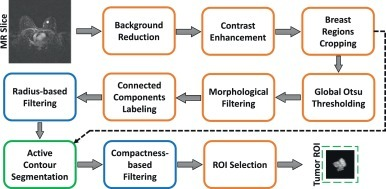 MR Slice
Background
Reduction
Contrast
Enhancement
Breast
Regions
Cropping
Global Otsu
Thresholding
Morphological
Filtering
Connected
Components
Labeling
Radius-based
Filtering
Active
Contour
Segmentation
Compactness-
based
Filtering
ROI Selection
Tumor ROI